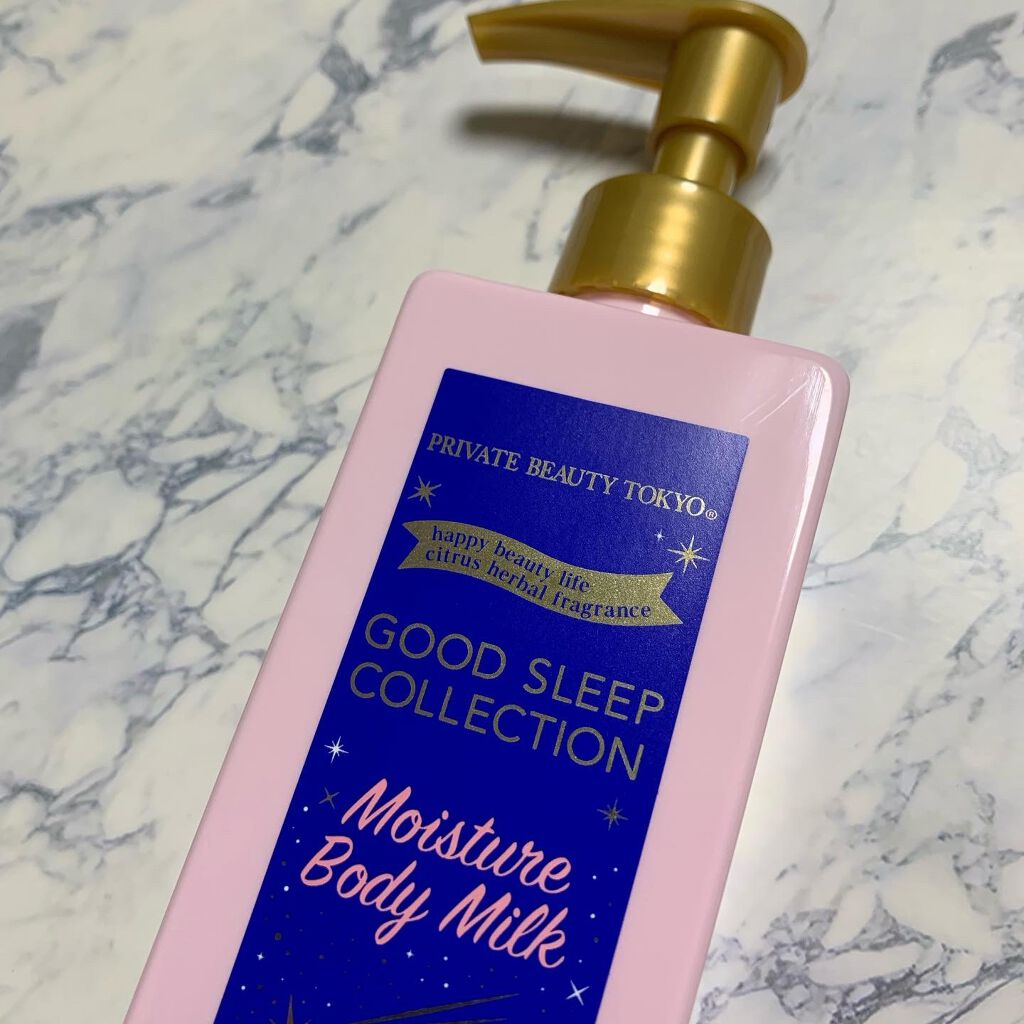 PRIVATE BEAUTY TOKYO®
happy beauty life
citrus herbal fragrance
GOOD SLEEP
COLLECTION
Moisture
Body Milk